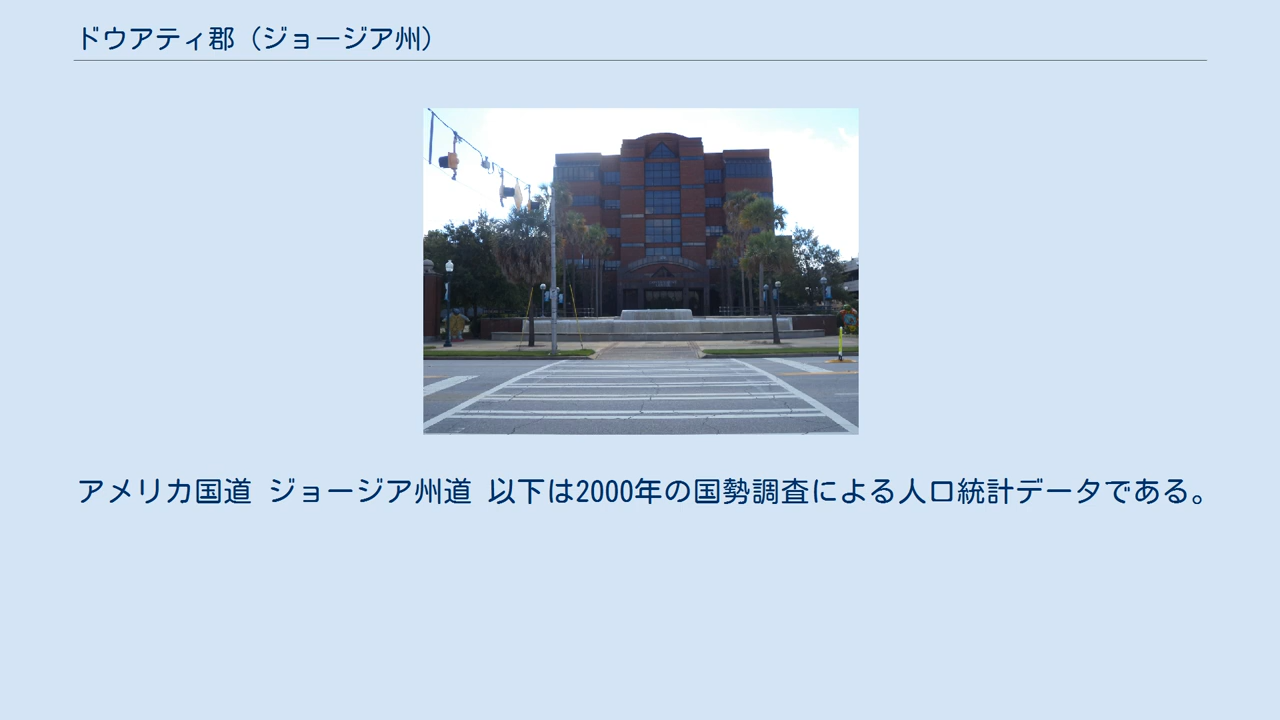 ドウアティ郡（ジョージア州）
アメリカ国道 ジョージア州道 以下は2000年の国勢調査による人口統計データである。